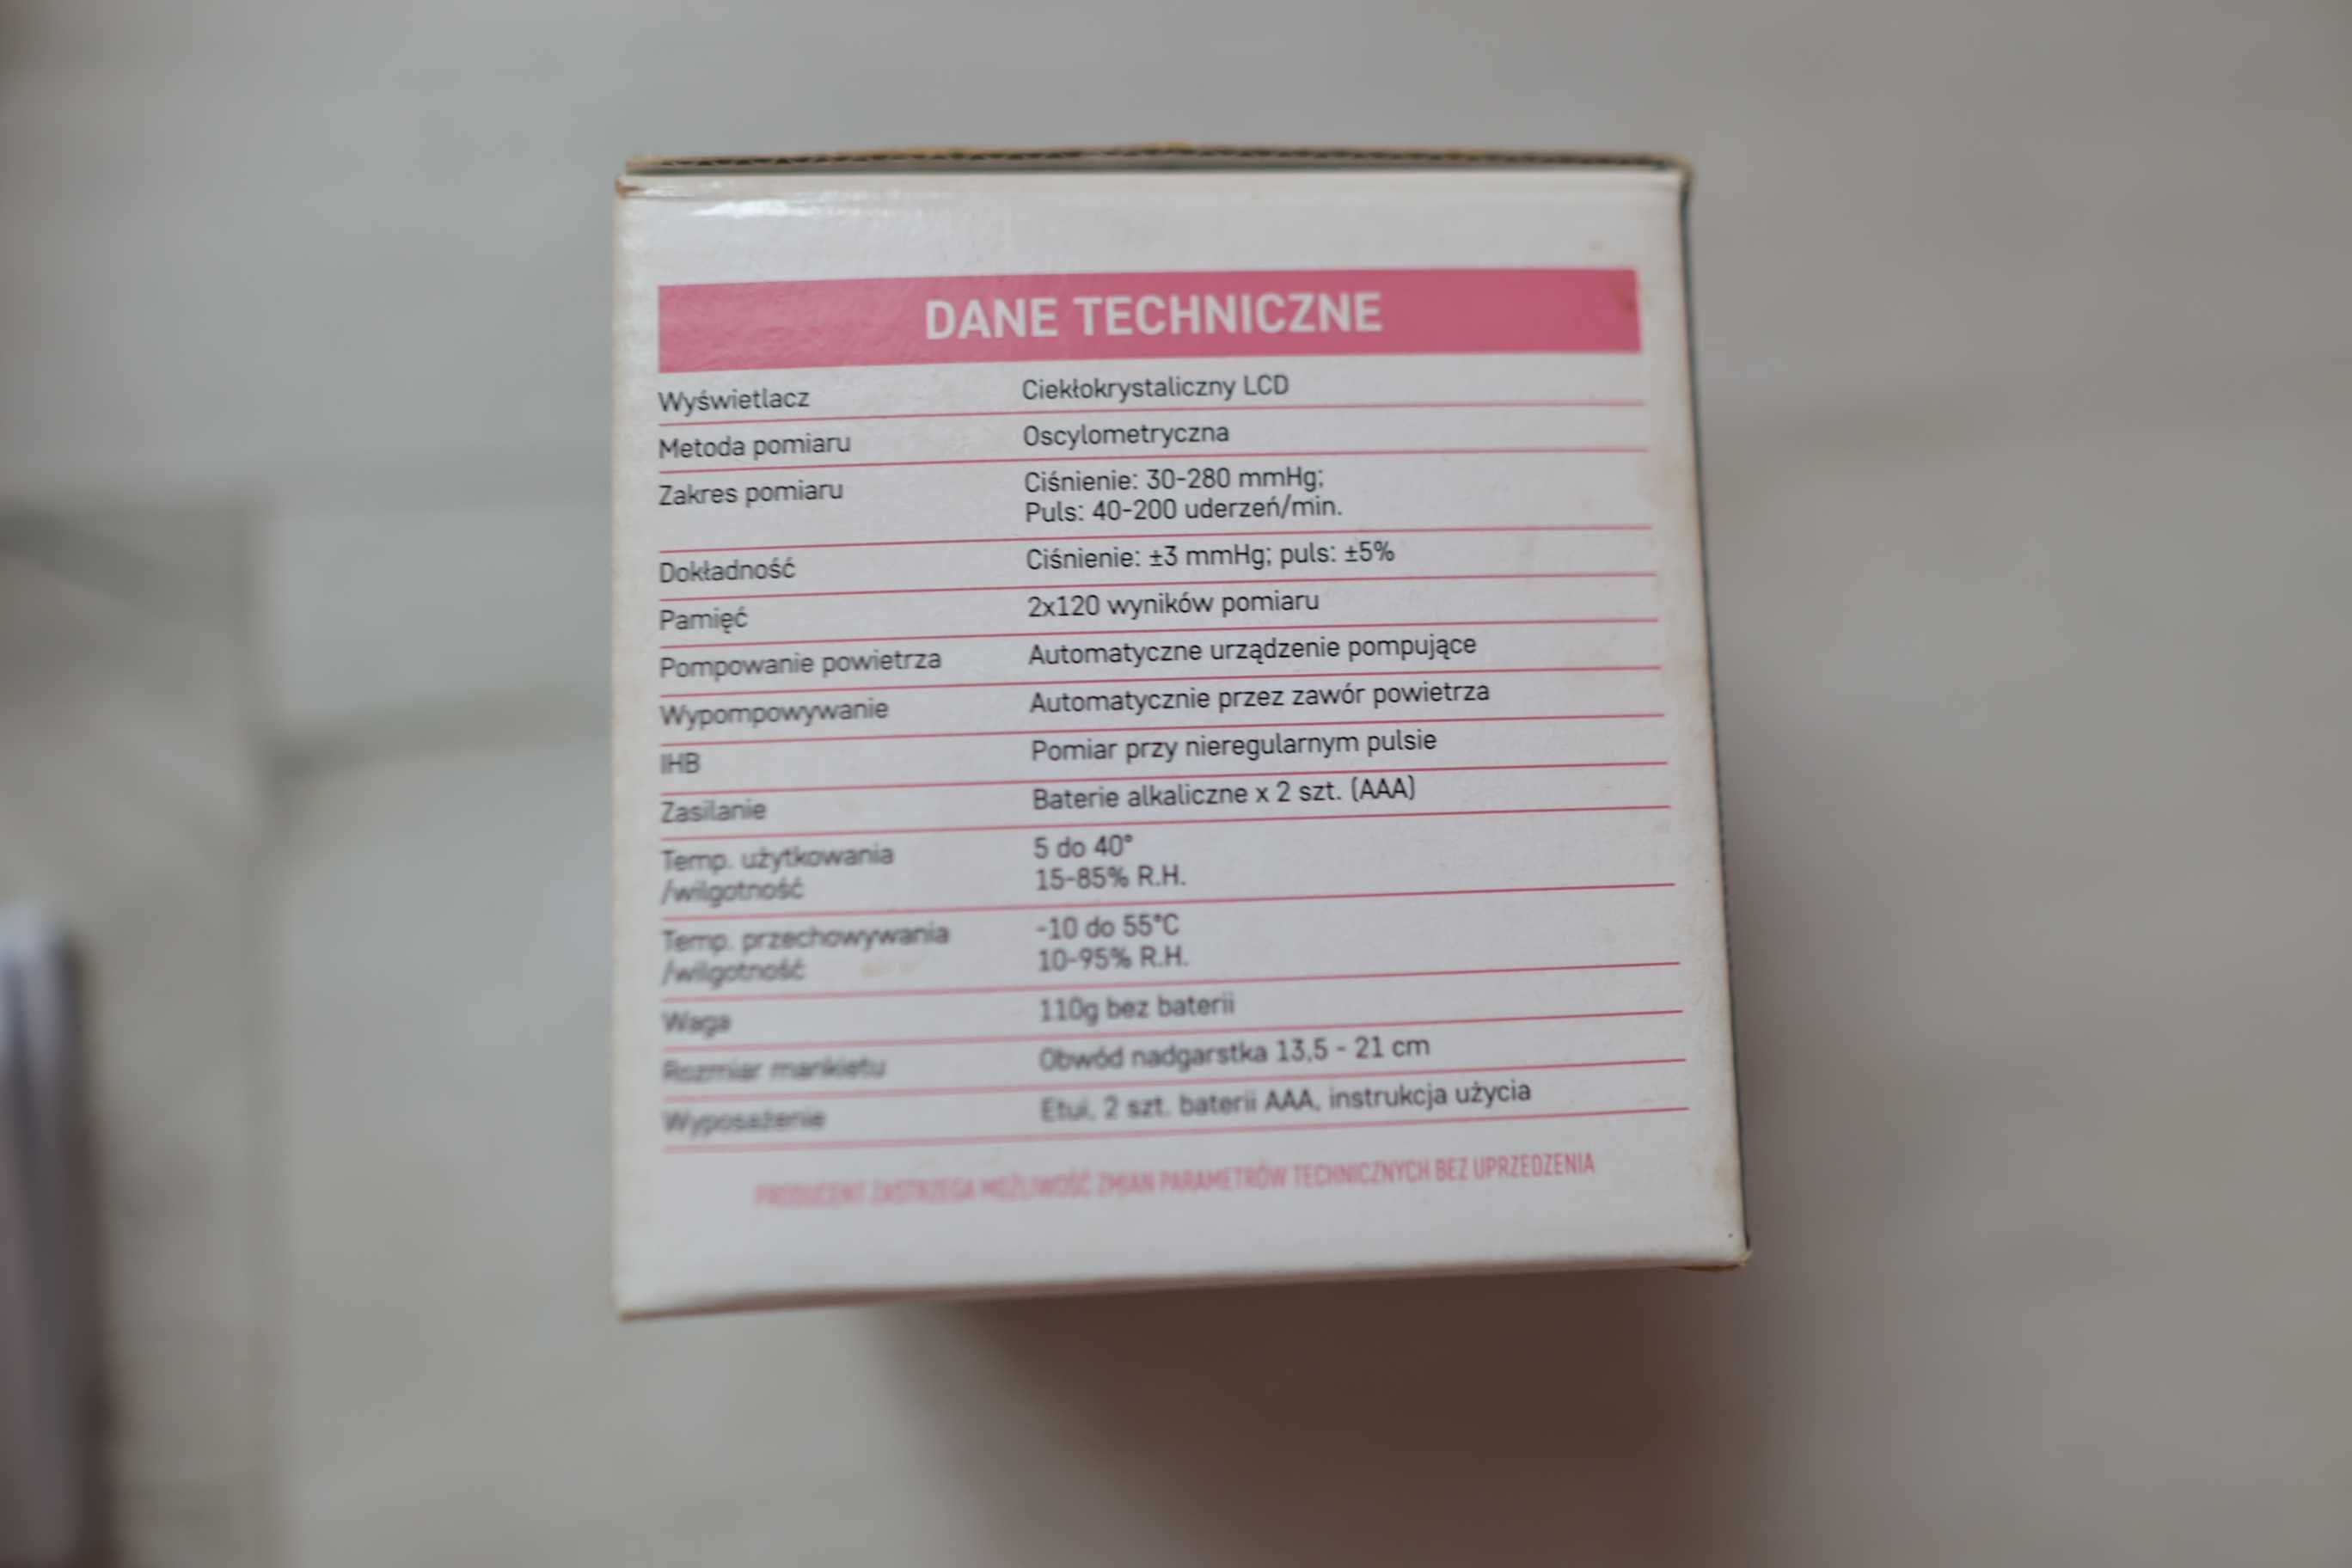 DANE TECHNICZNE
Wyświetlacz Ciekłokrystaliczny LCD
Metoda pomiaru Oscylometryczna
Zakres pomiaru Ciśnienie: 30-280 mmHg;
Puls: 40-200 uderzeń/min.
Dokładność Ciśnienie: ±3 mmHg; puls: ±5%
Pamięć 2x120 wyników pomiaru
Pompowanie powietrza Automatyczne urządzenie pompujące
Wypompowywanie Automatycznie przez zawór powietrza
IHB Pomiar przy nieregularnym pulsie
Zasilanie Baterie alkaliczne x 2 szt. (AAA)
Temp. użytkowania 5 do 40°
/wilgotność 15-85% R.H.
Temp. przechowywania -10 do 55°C
/wilgotność 10-95% R.H.
Waga 110g bez baterii
Rozmiar mankietu Obwód nadgarstka 13,5 - 21 cm
Wyposażenie Etui, 2 szt. baterii AAA, instrukcja użycia
PRODUCENT ZASTRZEGA MOŻLIWOŚĆ ZMIAN PARAMETRÓW TECHNICZNYCH BEZ UPRZEDZENIA